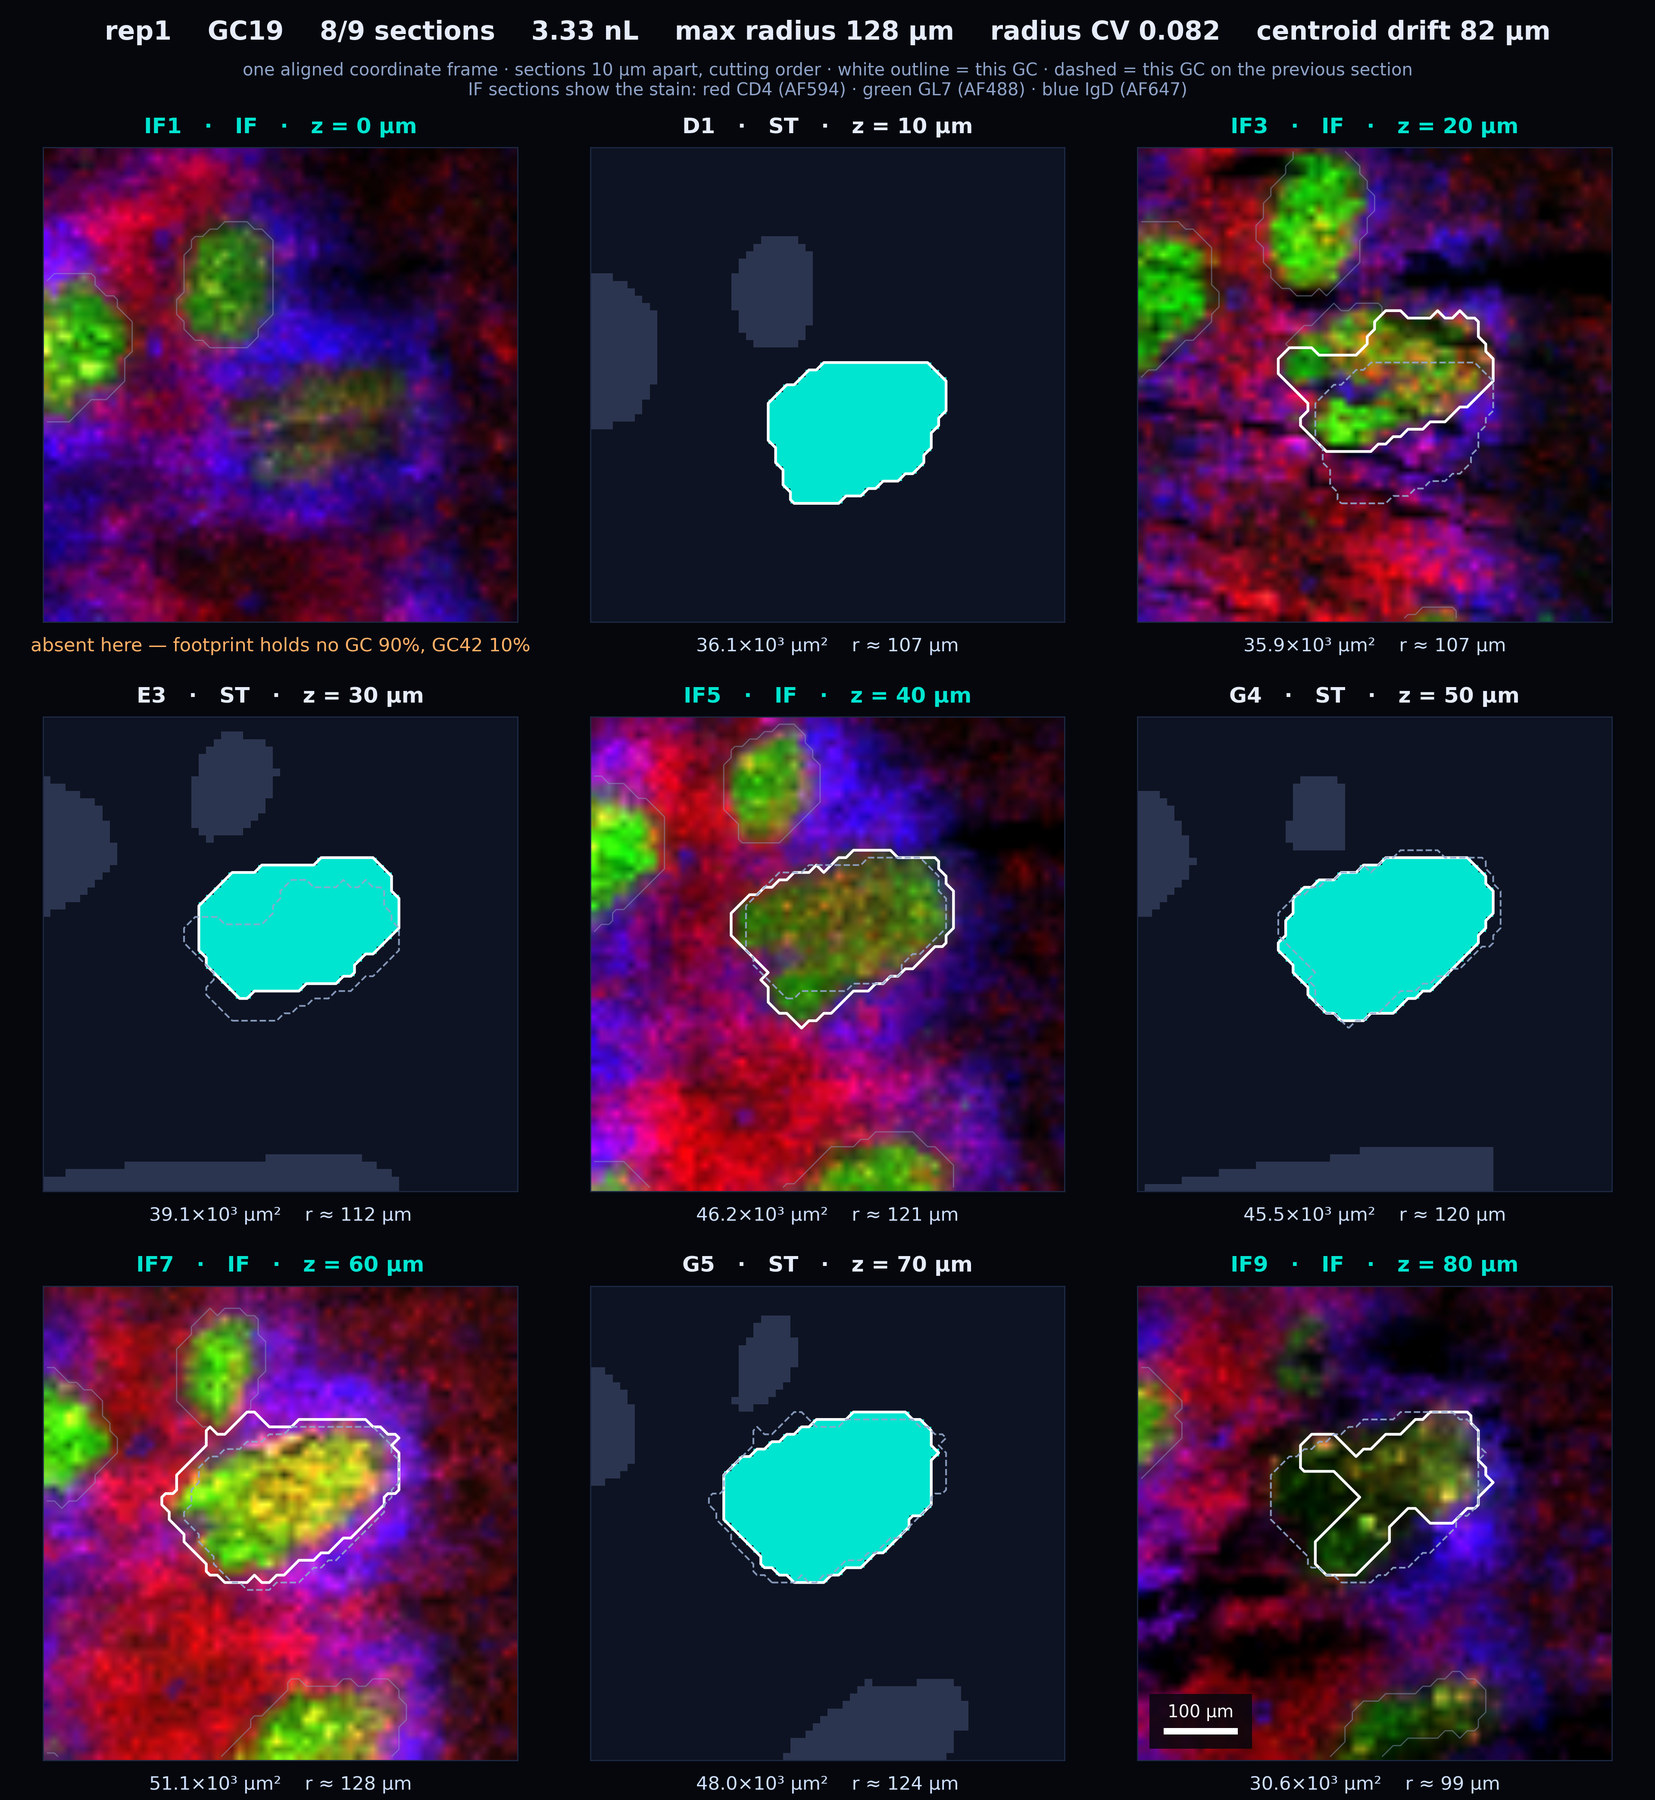 rep1 GC19 8/9 sections 3.33 nL max radius 128 µm radius CV 0.082 centroid drift 82 µm
one aligned coordinate frame · sections 10 µm apart, cutting order · white outline = this GC · dashed = this GC on the previous section
IF sections show the stain: red CD4 (AF594) · green GL7 (AF488) · blue IgD (AF647)
IF1 · IF · z = 0 µm
D1 · ST · z = 10 µm
IF3 · IF · z = 20 µm
absent here — footprint holds no GC 90%, GC42 10%
36.1×10³ µm² r ≈ 107 µm
35.9×10³ µm² r ≈ 107 µm
E3 · ST · z = 30 µm
IF5 · IF · z = 40 µm
G4 · ST · z = 50 µm
39.1×10³ µm² r ≈ 112 µm
46.2×10³ µm² r ≈ 121 µm
45.5×10³ µm² r ≈ 120 µm
IF7 · IF · z = 60 µm
G5 · ST · z = 70 µm
IF9 · IF · z = 80 µm
100 µm
51.1×10³ µm² r ≈ 128 µm
48.0×10³ µm² r ≈ 124 µm
30.6×10³ µm² r ≈ 99 µm